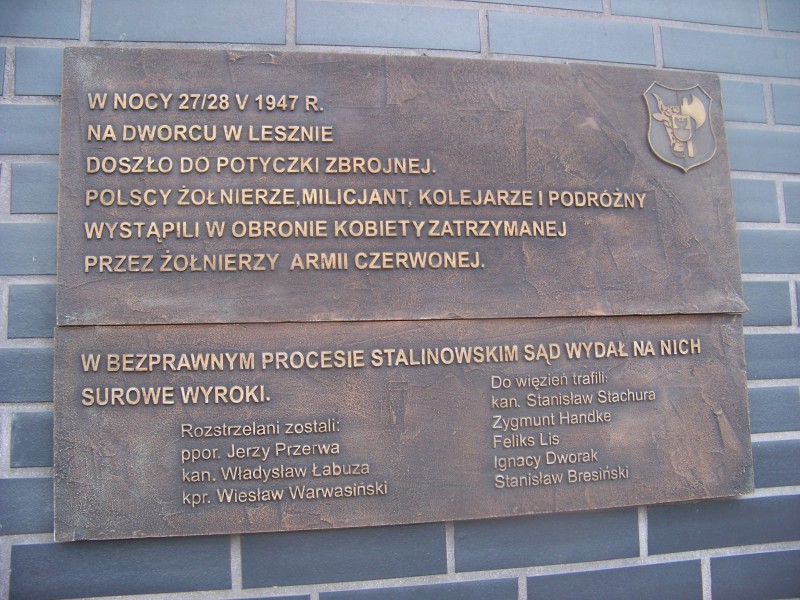 W NOCY 27/28 V 1947 R.
NA DWORCU W LESZNIE
DOSZŁO DO POTYCZKI ZBROJNEJ.
POLSCY ŻOŁNIERZE,MILICJANT, KOLEJARZE I PODRÓŻNY
WYSTĄPILI W OBRONIE KOBIETY ZATRZYMANEJ
PRZEZ ŻOŁNIERZY ARMII CZERWONEJ.
W BEZPRAWNYM PROCESIE STALINOWSKIM SĄD WYDAŁ NA NICH
SUROWE WYROKI.
Rozstrzelani zostali:
ppor. Jerzy Przerwa
kan. Władysław Łabuza
kpr. Wiesław Warwasiński
Do więzień trafili:
kan. Stanisław Stachura
Zygmunt Handke
Feliks Lis
Ignacy Dworak
Stanisław Bresiński